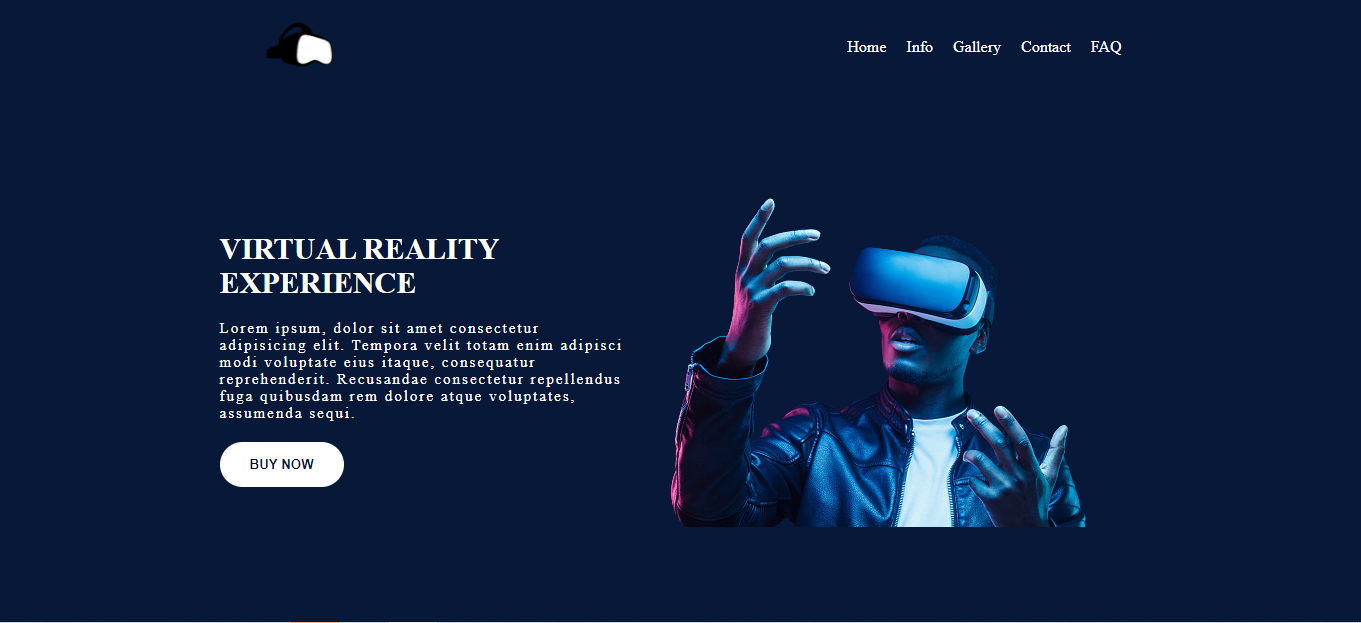 Home Info Gallery Contact FAQ
VIRTUAL REALITY
EXPERIENCE
Lorem ipsum, dolor sit amet consectetur
adipisicing elit. Tempora velit totam enim adipisci
modi voluptate eius itaque, consequatur
reprehenderit. Recusandae consectetur repellendus
fuga quibusdam rem dolore atque voluptates,
assumenda sequi.
BUY NOW